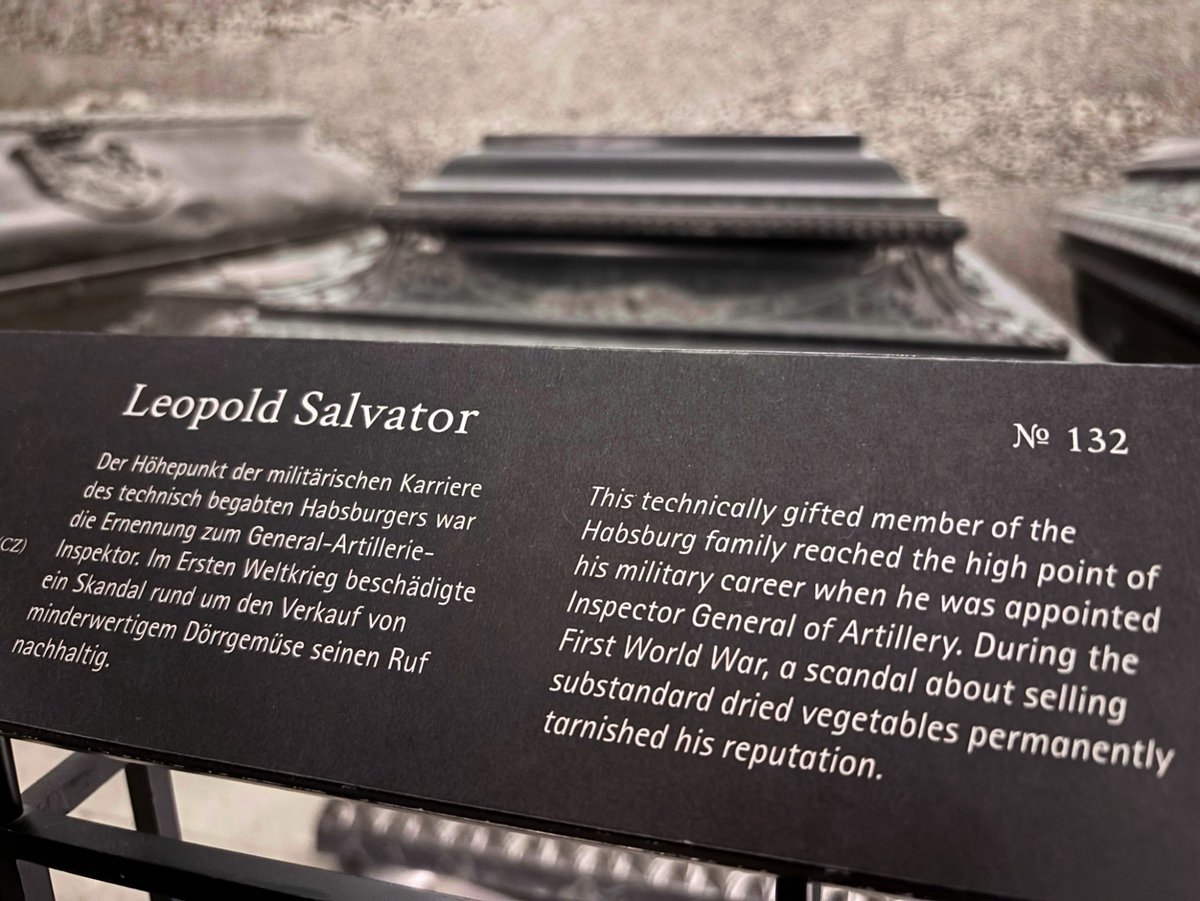 Leopold Salvator
Der Höhepunkt der militärischen Karriere
des technisch begabten Habsburgers war
die Ernennung zum General-Artillerie-
Inspektor. Im Ersten Weltkrieg beschädigte
ein Skandal rund um den Verkauf von
minderwertigem Dörrgemüse seinen Ruf
nachhaltig.
CZ)
№ 132
This technically gifted member of the
Habsburg family reached the high point of
his military career when he was appointed
Inspector General of Artillery. During the
First World War, a scandal about selling
substandard dried vegetables permanently
tarnished his reputation.